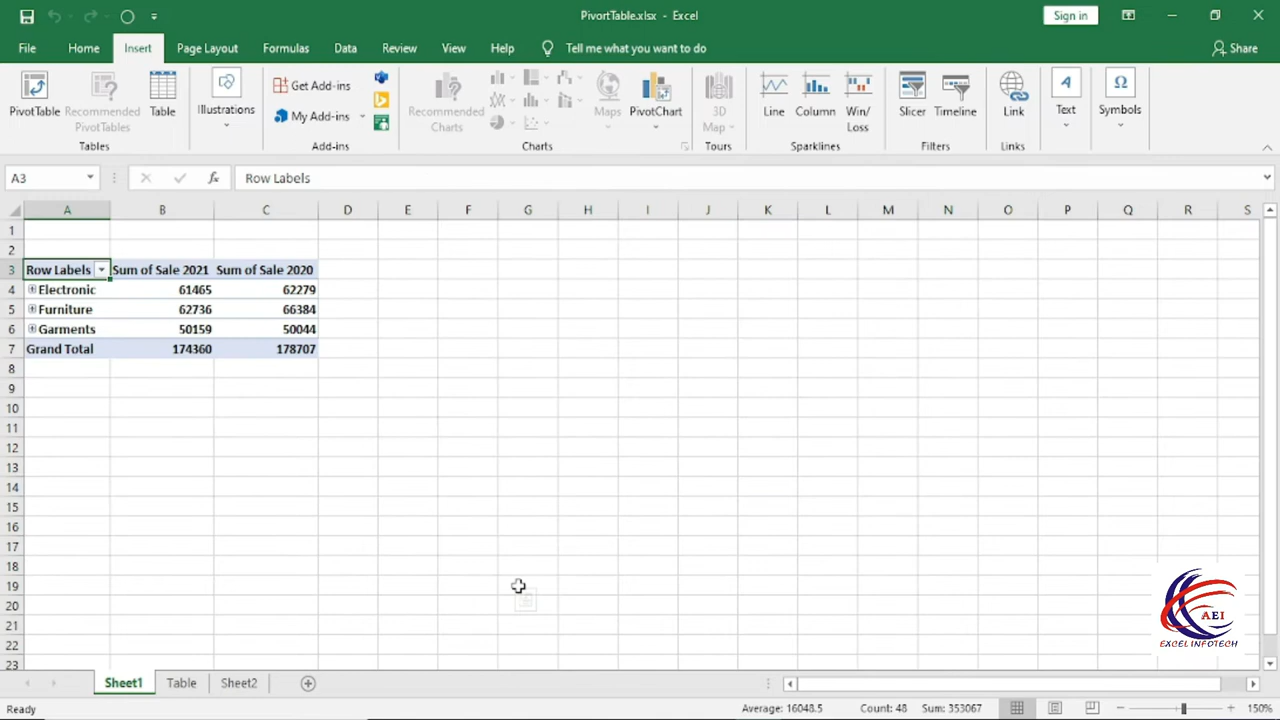 PivortTable.xlsx - Excel
Sign in
File Home Insert Page Layout Formulas Data Review View Help Tell me what you want to do Share
PivotTable
Recommended PivotTables
Table
Tables
Illustrations
Get Add-ins
My Add-ins
Add-ins
Recommended Charts
Maps
PivotChart
Charts
3D Map
Tours
Line
Column
Win/Loss
Sparklines
Slicer
Timeline
Filters
Link
Links
Text
Symbols
A3 fx Row Labels
A B C D E F G H I J K L M N O P Q R S
1
2
3 Row Labels Sum of Sale 2021 Sum of Sale 2020
4 Electronic 61465 62279
5 Furniture 62736 66384
6 Garments 50159 50044
7 Grand Total 174360 178707
8
9
10
11
12
13
14
15
16
17
18
19
20
21
22
23
AEI
EXCEL INFOTECH
Sheet1 Table Sheet2
Ready Average: 16048.5 Count: 48 Sum: 353067 150%